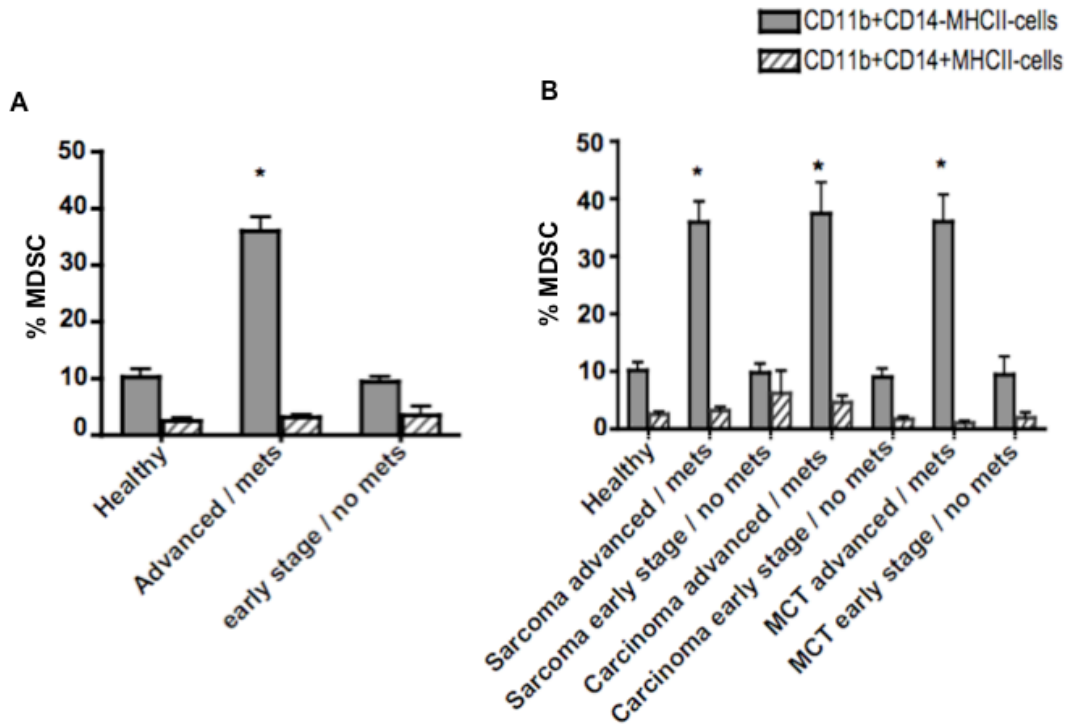 CD11b+CD14-MHCII-cells
CD11b+CD14+MHCII-cells
A
% MDSC
50
40
30
20
10
0
*
Healthy
Advanced / mets
early stage / no mets
B
% MDSC
50
40
30
20
10
0
*
*
*
Healthy
Sarcoma advanced / mets
Sarcoma early stage / no mets
Carcinoma advanced / mets
Carcinoma early stage / no mets
MCT advanced / mets
MCT early stage / no mets